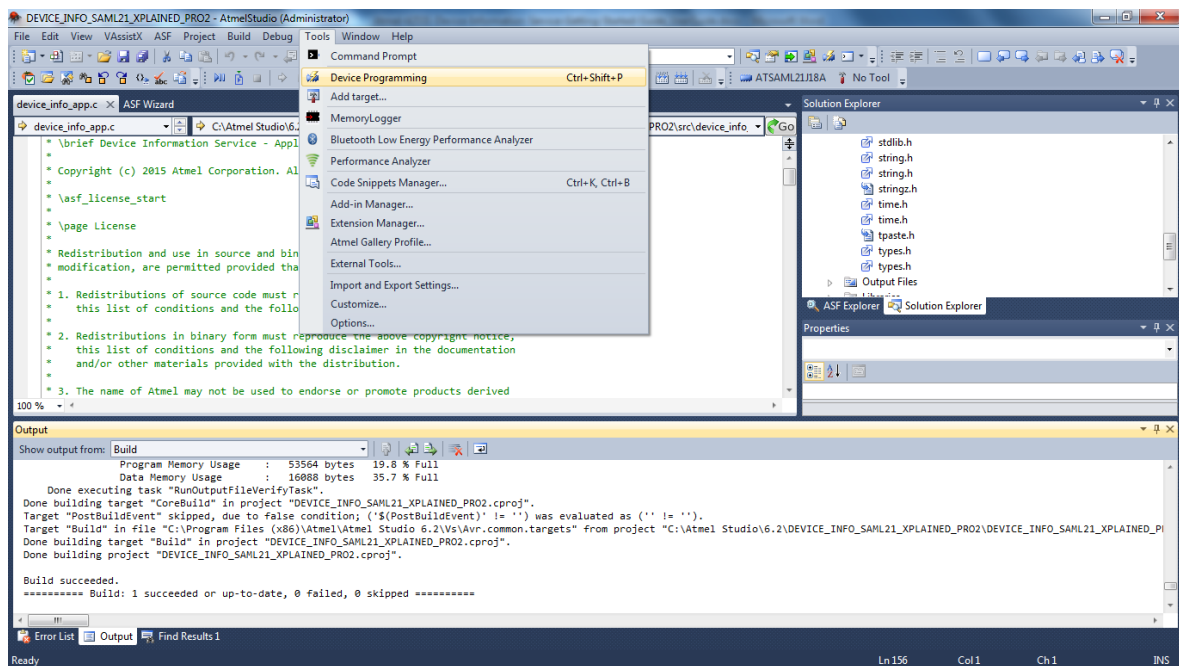 DEVICE_INFO_SAML21_XPLAINED_PRO2 - AtmelStudio (Administrator)
File Edit View VAssistX ASF Project Build Debug Tools Window Help
ATSAML21J18A No Tool
Command Prompt
Device Programming Ctrl+Shift+P
Add target...
MemoryLogger
Bluetooth Low Energy Performance Analyzer
Performance Analyzer
Code Snippets Manager... Ctrl+K, Ctrl+B
Add-in Manager...
Extension Manager...
Atmel Gallery Profile...
External Tools...
Import and Export Settings...
Customize...
Options...
device_info_app.c ASF Wizard
device_info_app.c C:\Atmel Studio\6. PRO2\src\device_info Go
* \brief Device Information Service - Appl
*
* Copyright (c) 2015 Atmel Corporation. Al
*
* \asf_license_start
*
* \page License
*
* Redistribution and use in source and bin
* modification, are permitted provided tha
*
* 1. Redistributions of source code must r
* this list of conditions and the follo
*
* 2. Redistributions in binary form must reproduce the above copyright notice,
* this list of conditions and the following disclaimer in the documentation
* and/or other materials provided with the distribution.
*
* 3. The name of Atmel may not be used to endorse or promote products derived
100 %
Solution Explorer
stdlib.h
string.h
string.h
stringz.h
time.h
time.h
tpaste.h
types.h
types.h
Output Files
Libraries
ASF Explorer Solution Explorer
Properties
Output
Show output from: Build
Program Memory Usage : 53564 bytes 19.8 % Full
Data Memory Usage : 16088 bytes 35.7 % Full
Done executing task "RunOutputFileVerifyTask".
Done building target "CoreBuild" in project "DEVICE_INFO_SAML21_XPLAINED_PRO2.cproj".
Target "PostBuildEvent" skipped, due to false condition; ('$(PostBuildEvent)' != '') was evaluated as ('' != '').
Target "Build" in file "C:\Program Files (x86)\Atmel\Atmel Studio 6.2\Vs\Avr.common.targets" from project "C:\Atmel Studio\6.2\DEVICE_INFO_SAML21_XPLAINED_PRO2\DEVICE_INFO_SAML21_XPLAINED_P
Done building target "Build" in project "DEVICE_INFO_SAML21_XPLAINED_PRO2.cproj".
Done building project "DEVICE_INFO_SAML21_XPLAINED_PRO2.cproj".
Build succeeded.
========== Build: 1 succeeded or up-to-date, 0 failed, 0 skipped ==========
Error List Output Find Results 1
Ready Ln 156 Col 1 Ch 1 INS